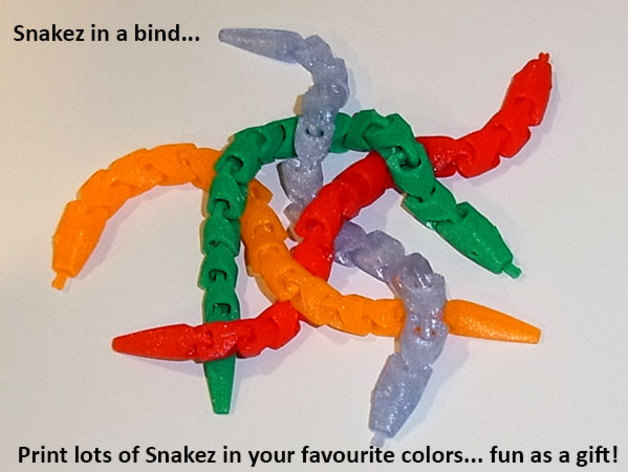 Snakez in a bind...
Print lots of Snakez in your favourite colors... fun as a gift!